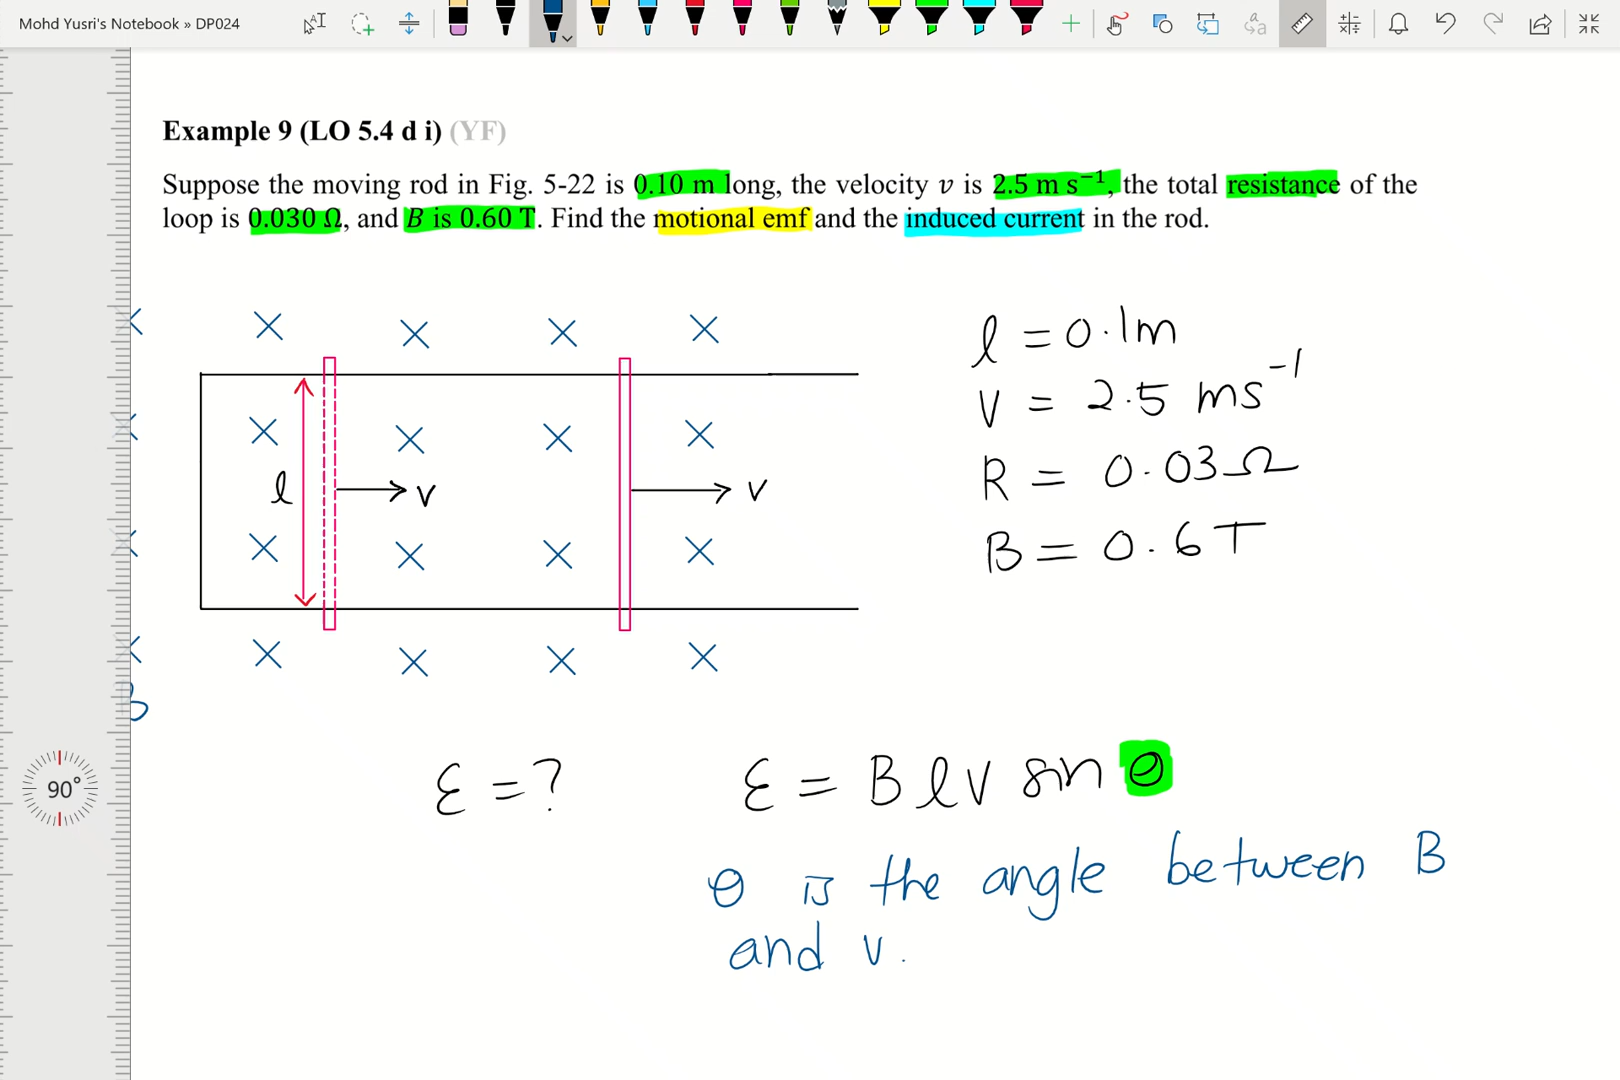 Mohd Yusri's Notebook » DP024
Example 9 (LO 5.4 d i) (YF)
Suppose the moving rod in Fig. 5-22 is 0.10 m long, the velocity v is 2.5 m s⁻¹, the total resistance of the
loop is 0.030 Ω, and B is 0.60 T. Find the motional emf and the induced current in the rod.
l = 0.1m
v = 2.5 ms⁻¹
R = 0.03Ω
B = 0.6T
l
v
v
B
90°
ε = ?
ε = Blv sin θ
θ is the angle between B
and v.